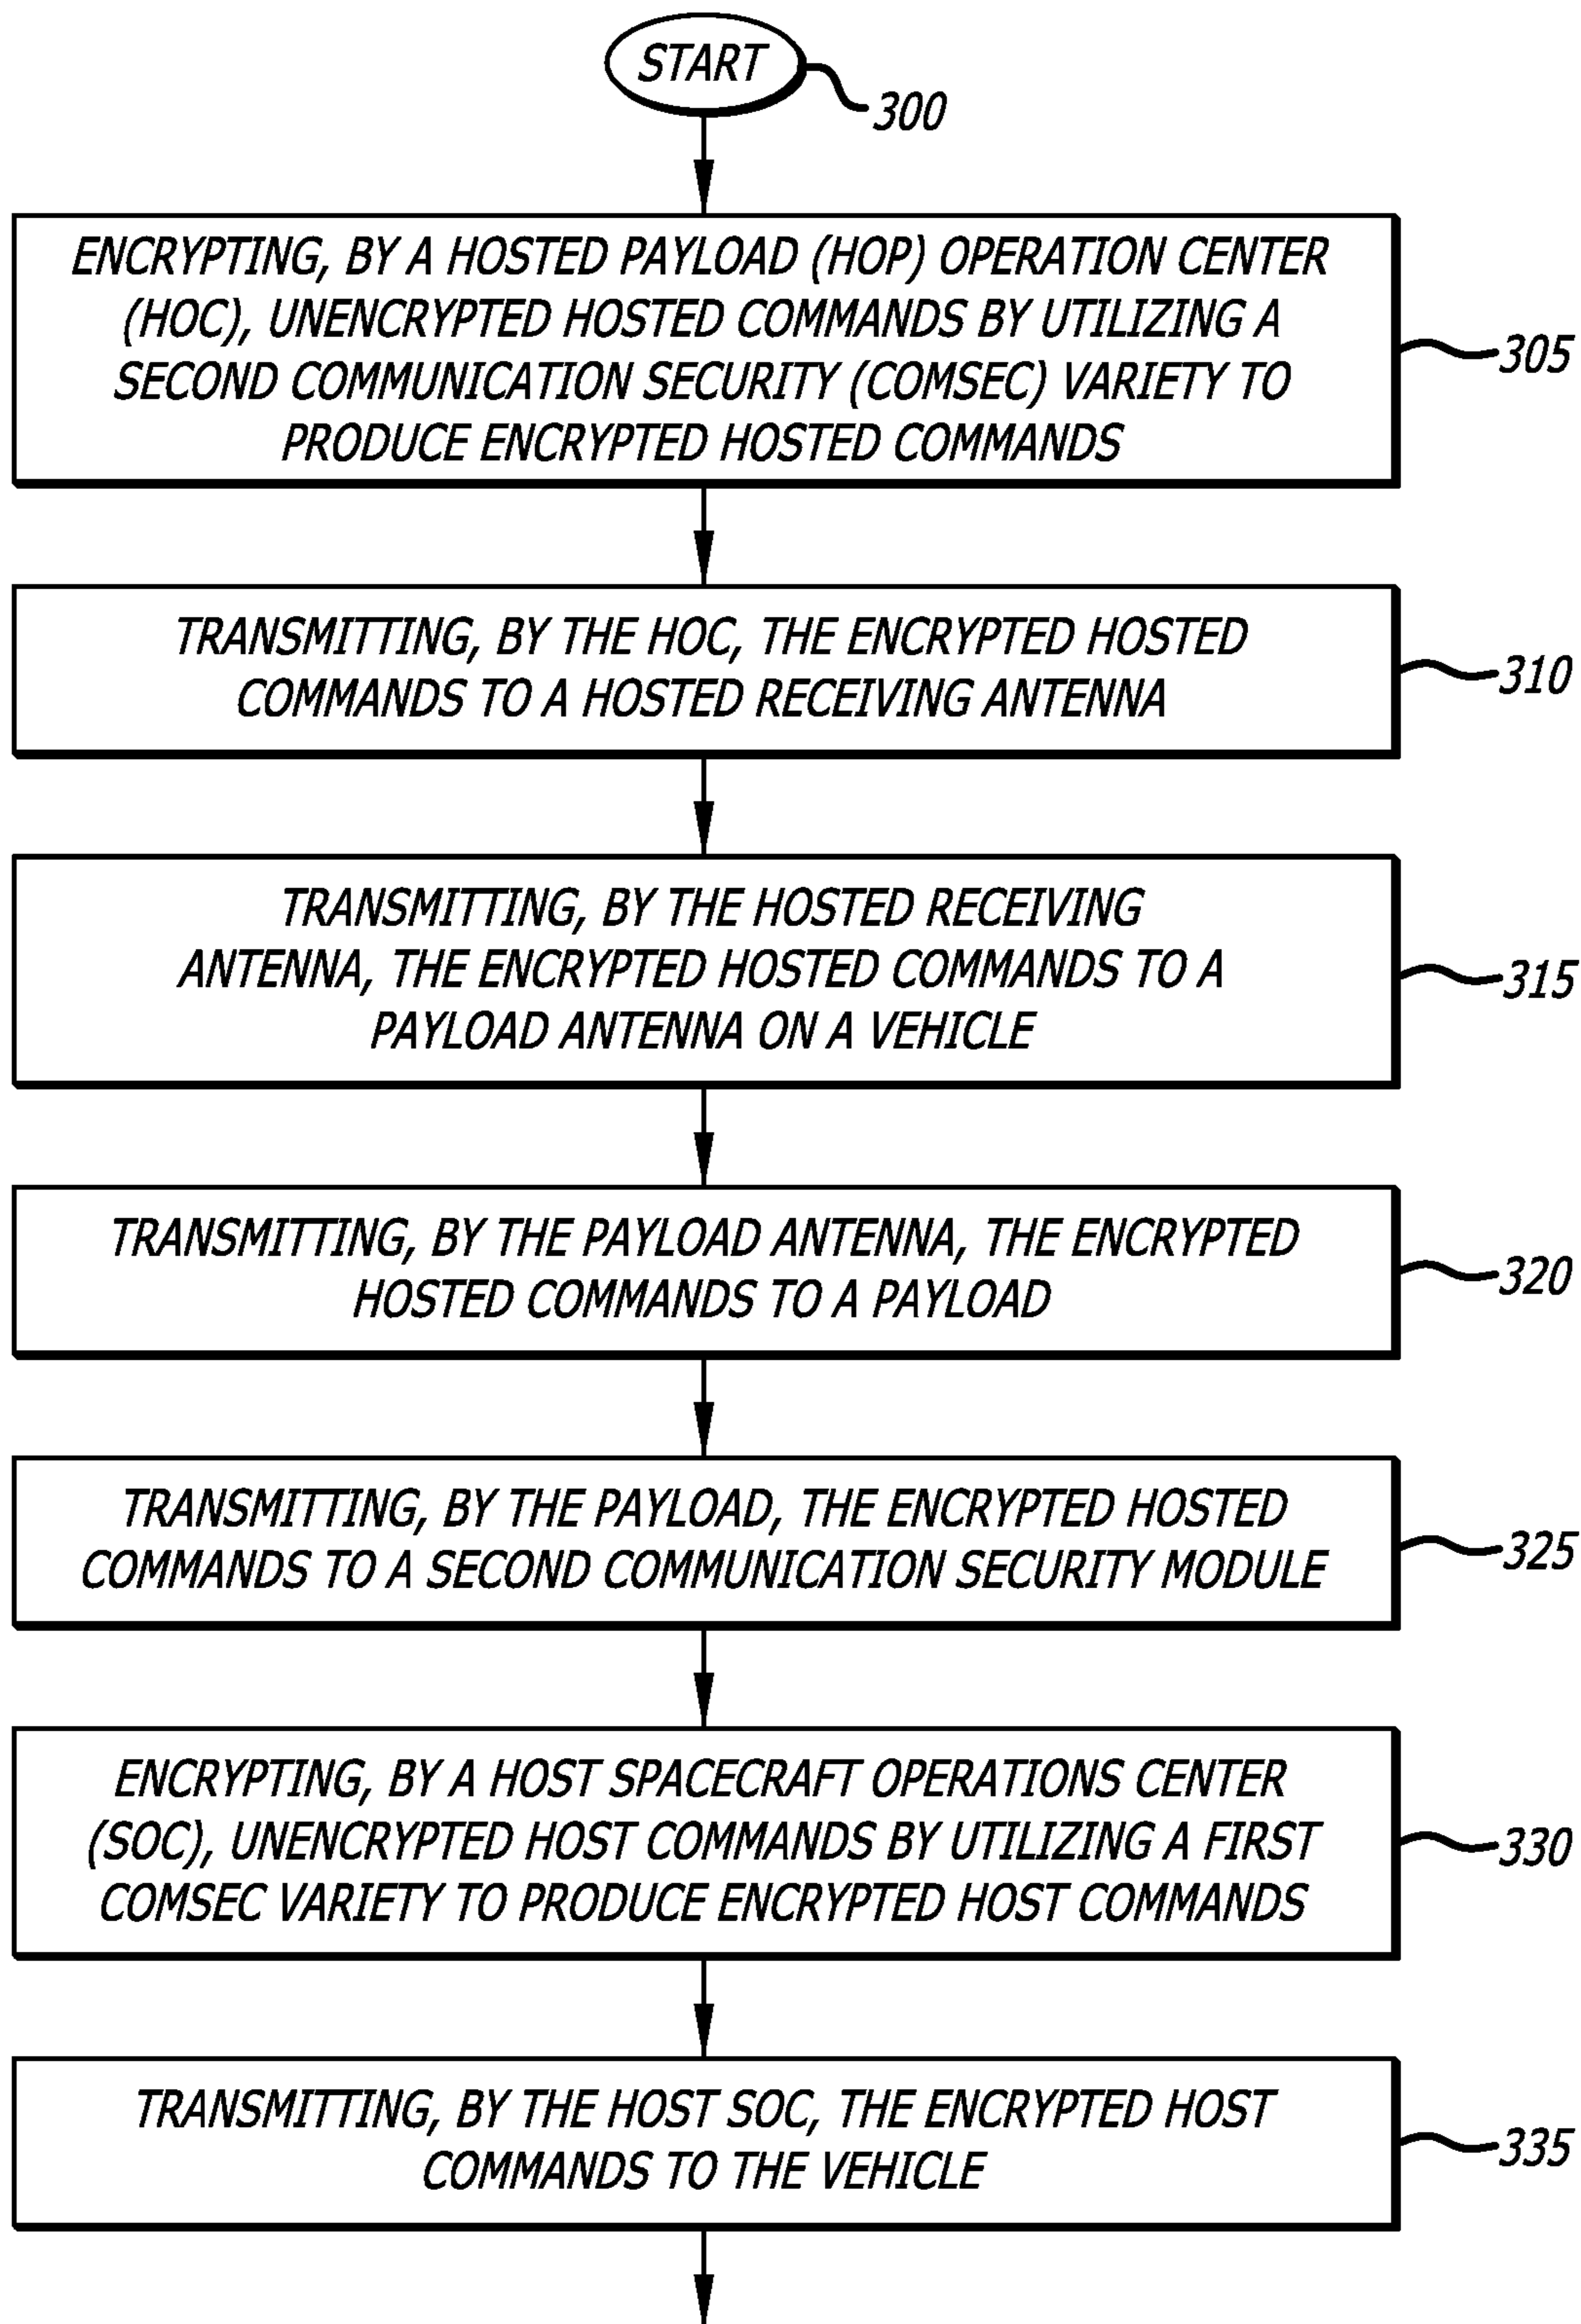 START
300
ENCRYPTING, BY A HOSTED PAYLOAD (HOP) OPERATION CENTER
(HOC), UNENCRYPTED HOSTED COMMANDS BY UTILIZING A
SECOND COMMUNICATION SECURITY (COMSEC) VARIETY TO
PRODUCE ENCRYPTED HOSTED COMMANDS
305
TRANSMITTING, BY THE HOC, THE ENCRYPTED HOSTED
COMMANDS TO A HOSTED RECEIVING ANTENNA
310
TRANSMITTING, BY THE HOSTED RECEIVING
ANTENNA, THE ENCRYPTED HOSTED COMMANDS TO A
PAYLOAD ANTENNA ON A VEHICLE
315
TRANSMITTING, BY THE PAYLOAD ANTENNA, THE ENCRYPTED
HOSTED COMMANDS TO A PAYLOAD
320
TRANSMITTING, BY THE PAYLOAD, THE ENCRYPTED HOSTED
COMMANDS TO A SECOND COMMUNICATION SECURITY MODULE
325
ENCRYPTING, BY A HOST SPACECRAFT OPERATIONS CENTER
(SOC), UNENCRYPTED HOST COMMANDS BY UTILIZING A FIRST
COMSEC VARIETY TO PRODUCE ENCRYPTED HOST COMMANDS
330
TRANSMITTING, BY THE HOST SOC, THE ENCRYPTED HOST
COMMANDS TO THE VEHICLE
335